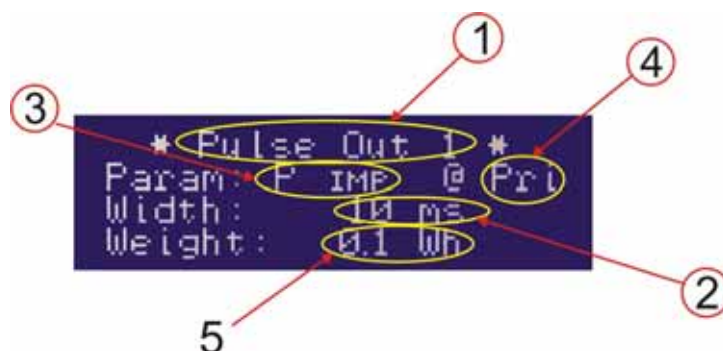 1
4
3
* Pulse Out 1 *
Param: P IMP @ Pri
Width: 10 ms
Weight: 0.1 Wh
2
5